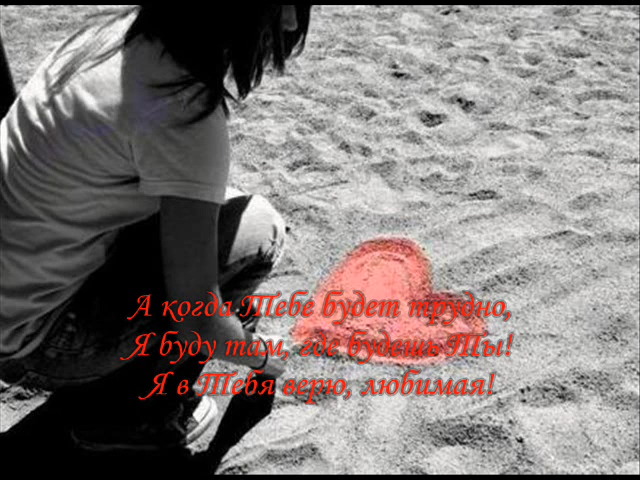 А когда Тебе будет трудно,
Я буду там, где будешь Ты!
Я в Тебя верю, любимая!